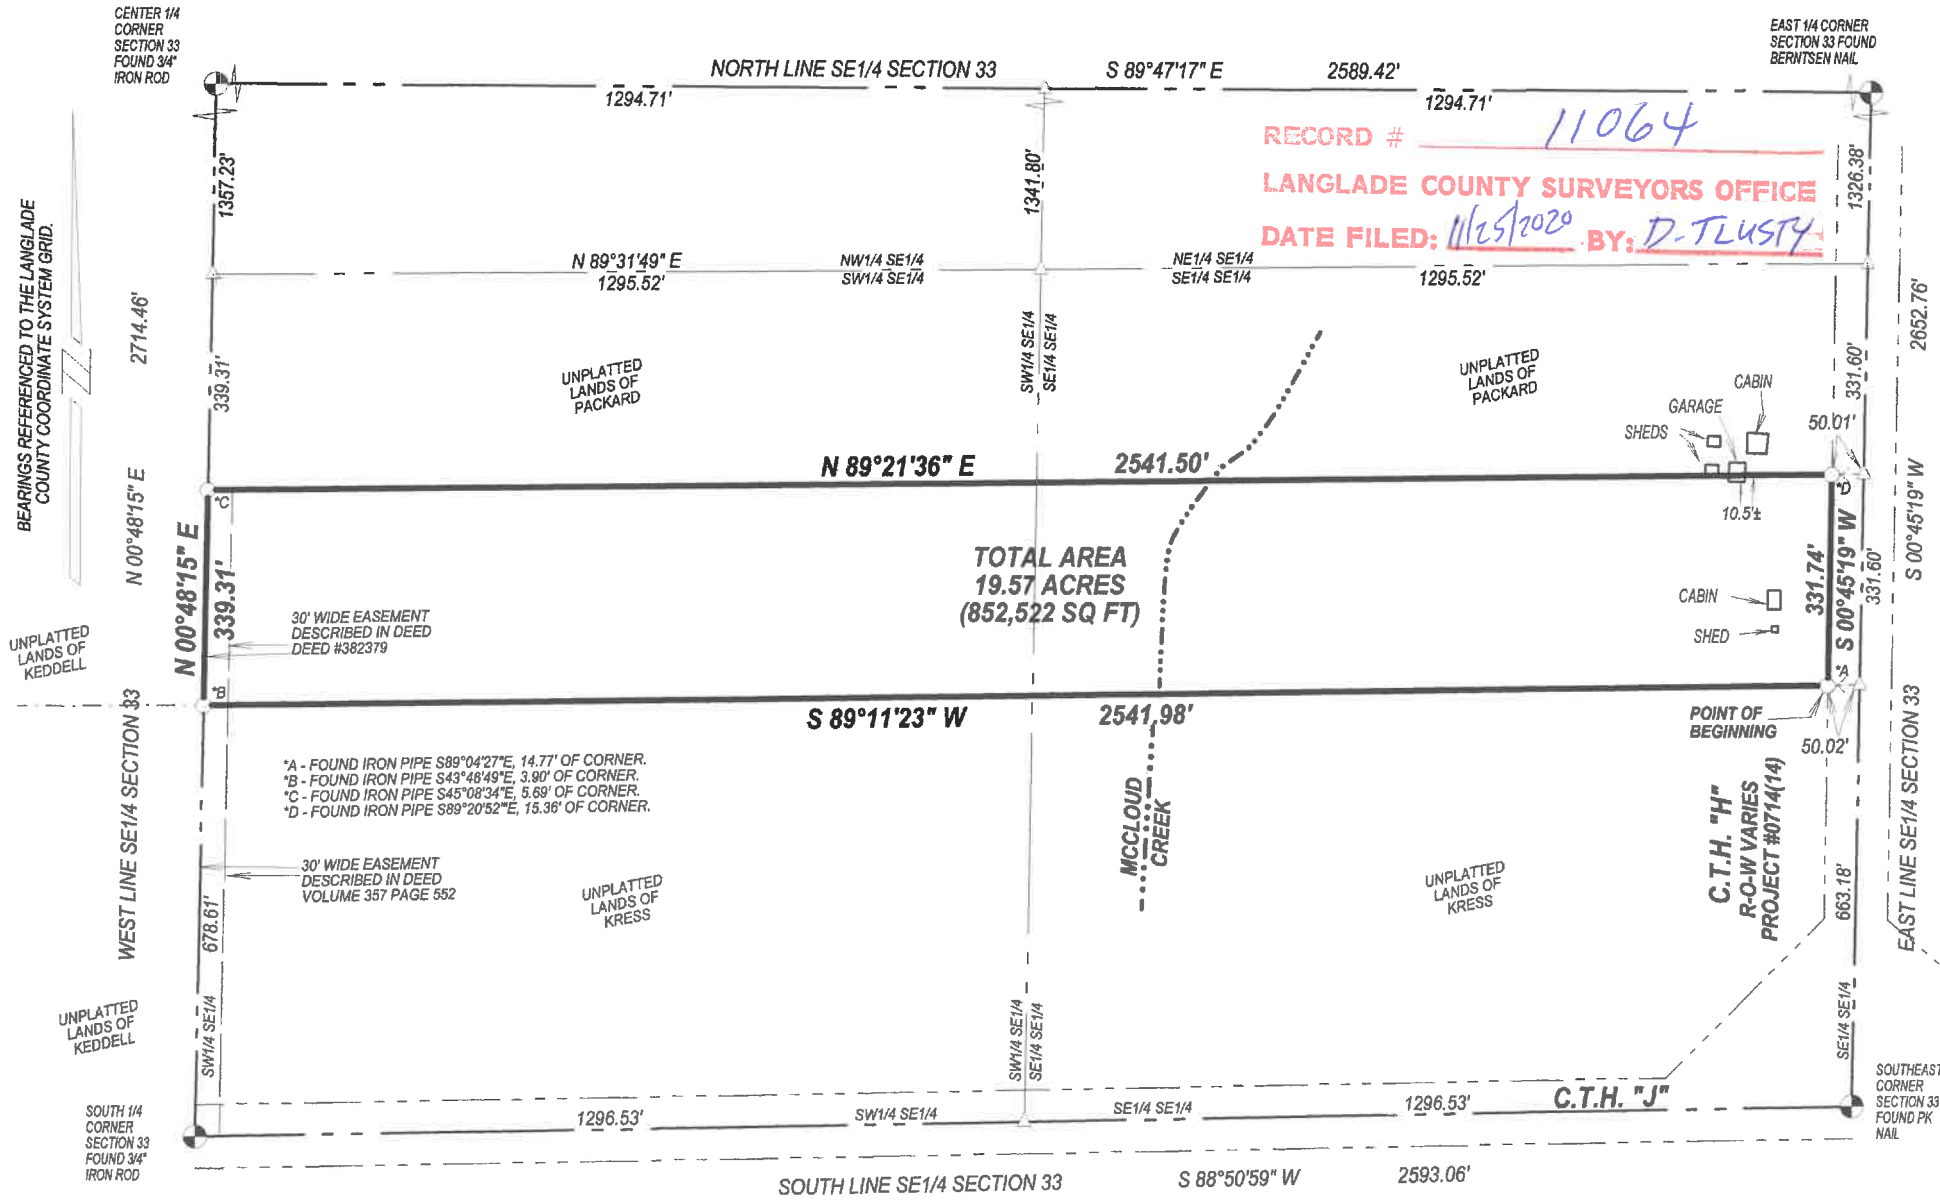 CENTER 1/4
CORNER
SECTION 33
FOUND 3/4"
IRON ROD
NORTH LINE SE1/4 SECTION 33
S 89°47'17" E
2589.42'
EAST 1/4 CORNER
SECTION 33 FOUND
BERNTSEN NAIL
1294.71'
1294.71'
RECORD # 11064
LANGLADE COUNTY SURVEYORS OFFICE
DATE FILED: 11/25/2020 BY: D-TLUSTY
1357.23'
1341.80'
1326.38'
BEARINGS REFERENCED TO THE LANGLADE
COUNTY COORDINATE SYSTEM GRID.
N 89°31'49" E
1295.52'
NW1/4 SE1/4
SW1/4 SE1/4
NE1/4 SE1/4
SE1/4 SE1/4
1295.52'
2714.46'
2652.76'
339.31'
UNPLATTED
LANDS OF
PACKARD
SW1/4 SE1/4
SE1/4 SE1/4
UNPLATTED
LANDS OF
PACKARD
331.60'
CABIN
GARAGE
SHEDS
50.01'
N 89°21'36" E
2541.50'
*C
*D
10.5'±
N 00°48'15" E
S 00°45'19" W
N 00°48'15" E
339.31'
TOTAL AREA
19.57 ACRES
(852,522 SQ FT)
331.74'
S 00°45'19" W
331.60'
CABIN
SHED
30' WIDE EASEMENT
DESCRIBED IN DEED
DEED #382379
UNPLATTED
LANDS OF
KEDDELL
*B
*A
S 89°11'23" W
2541.98'
POINT OF
BEGINNING
50.02'
*A - FOUND IRON PIPE S89°04'27"E, 14.77' OF CORNER.
*B - FOUND IRON PIPE S43°46'49"E, 3.90' OF CORNER.
*C - FOUND IRON PIPE S45°08'34"E, 5.69' OF CORNER.
*D - FOUND IRON PIPE S89°20'52"E, 15.36' OF CORNER.
WEST LINE SE1/4 SECTION 33
MCCLOUD
CREEK
C.T.H. "H"
R-O-W VARIES
PROJECT #0714(14)
EAST LINE SE1/4 SECTION 33
30' WIDE EASEMENT
DESCRIBED IN DEED
VOLUME 357 PAGE 552
UNPLATTED
LANDS OF
KRESS
UNPLATTED
LANDS OF
KRESS
678.61'
663.18'
UNPLATTED
LANDS OF
KEDDELL
SW1/4 SE1/4
SW1/4 SE1/4
SE1/4 SE1/4
SE1/4 SE1/4
SOUTH 1/4
CORNER
SECTION 33
FOUND 3/4"
IRON ROD
1296.53'
SW1/4 SE1/4
SE1/4 SE1/4
1296.53'
C.T.H. "J"
SOUTHEAST
CORNER
SECTION 33
FOUND PK
NAIL
SOUTH LINE SE1/4 SECTION 33
S 88°50'59" W
2593.06'